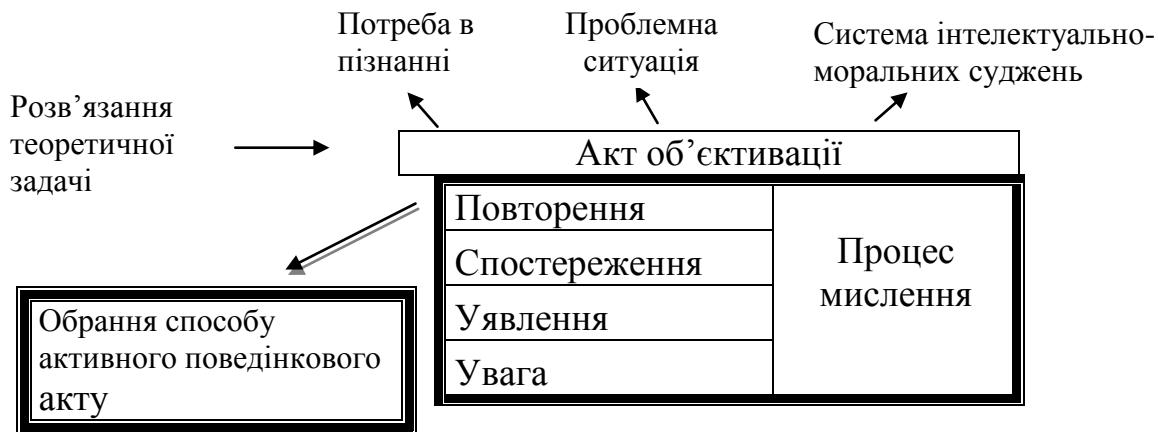 Потреба в
пізнанні
Проблемна
ситуація
Система інтелектуально-
моральних суджень
Розв’язання
теоретичної
задачі
Акт об’єктивації
Повторення
Спостереження
Уявлення
Увага
Процес
мислення
Обрання способу
активного поведінкового
акту